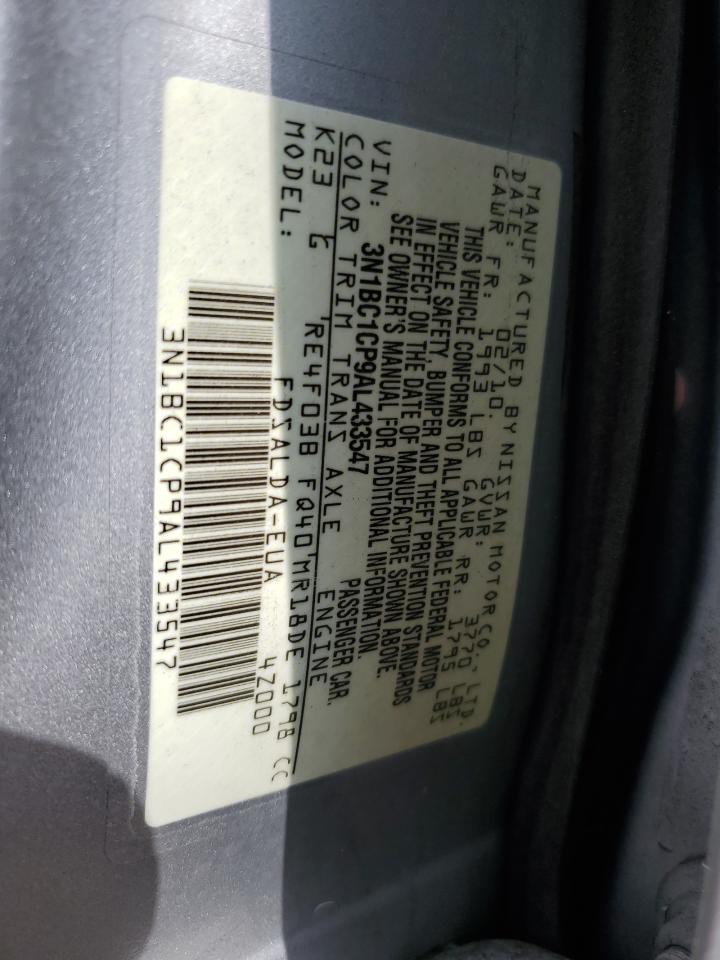 MANUFACTURED BY NISSAN MOTOR CO., LTD.
DATE: 02/10. GVWR: 3770 LBS
GAWR FR: 1993 LBS GAWR RR: 1795 LBS
THIS VEHICLE CONFORMS TO ALL APPLICABLE FEDERAL MOTOR
VEHICLE SAFETY, BUMPER AND THEFT PREVENTION STANDARDS
IN EFFECT ON THE DATE OF MANUFACTURE SHOWN ABOVE.
SEE OWNER'S MANUAL FOR ADDITIONAL INFORMATION.
VIN: 3N1BC1CP9AL433547 PASSENGER CAR.
COLOR TRIM TRANS AXLE ENGINE
K23 G RE4F03B FQ40 MR18DE 1798 CC
MODEL: FDSALDA-EUA 4Z000
3N1BC1CP9AL433547